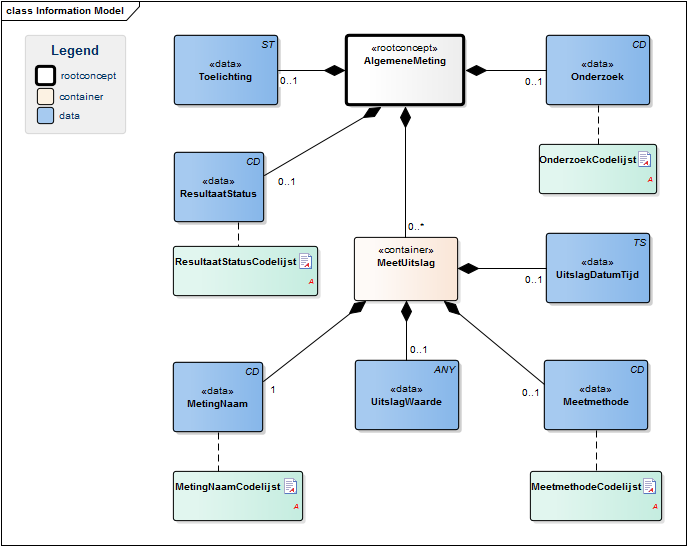 class Information Model
Legend
rootconcept
container
data
ST
«data»
Toelichting
0..1
«rootconcept»
AlgemeneMeting
CD
«data»
Onderzoek
0..1
OnderzoekCodelijst
A
CD
«data»
ResultaatStatus
0..1
ResultaatStatusCodelijst
A
0..*
«container»
MeetUitslag
TS
«data»
UitslagDatumTijd
0..1
CD
«data»
MetingNaam
1
ANY
«data»
UitslagWaarde
0..1
CD
«data»
Meetmethode
0..1
MetingNaamCodelijst
A
MeetmethodeCodelijst
A